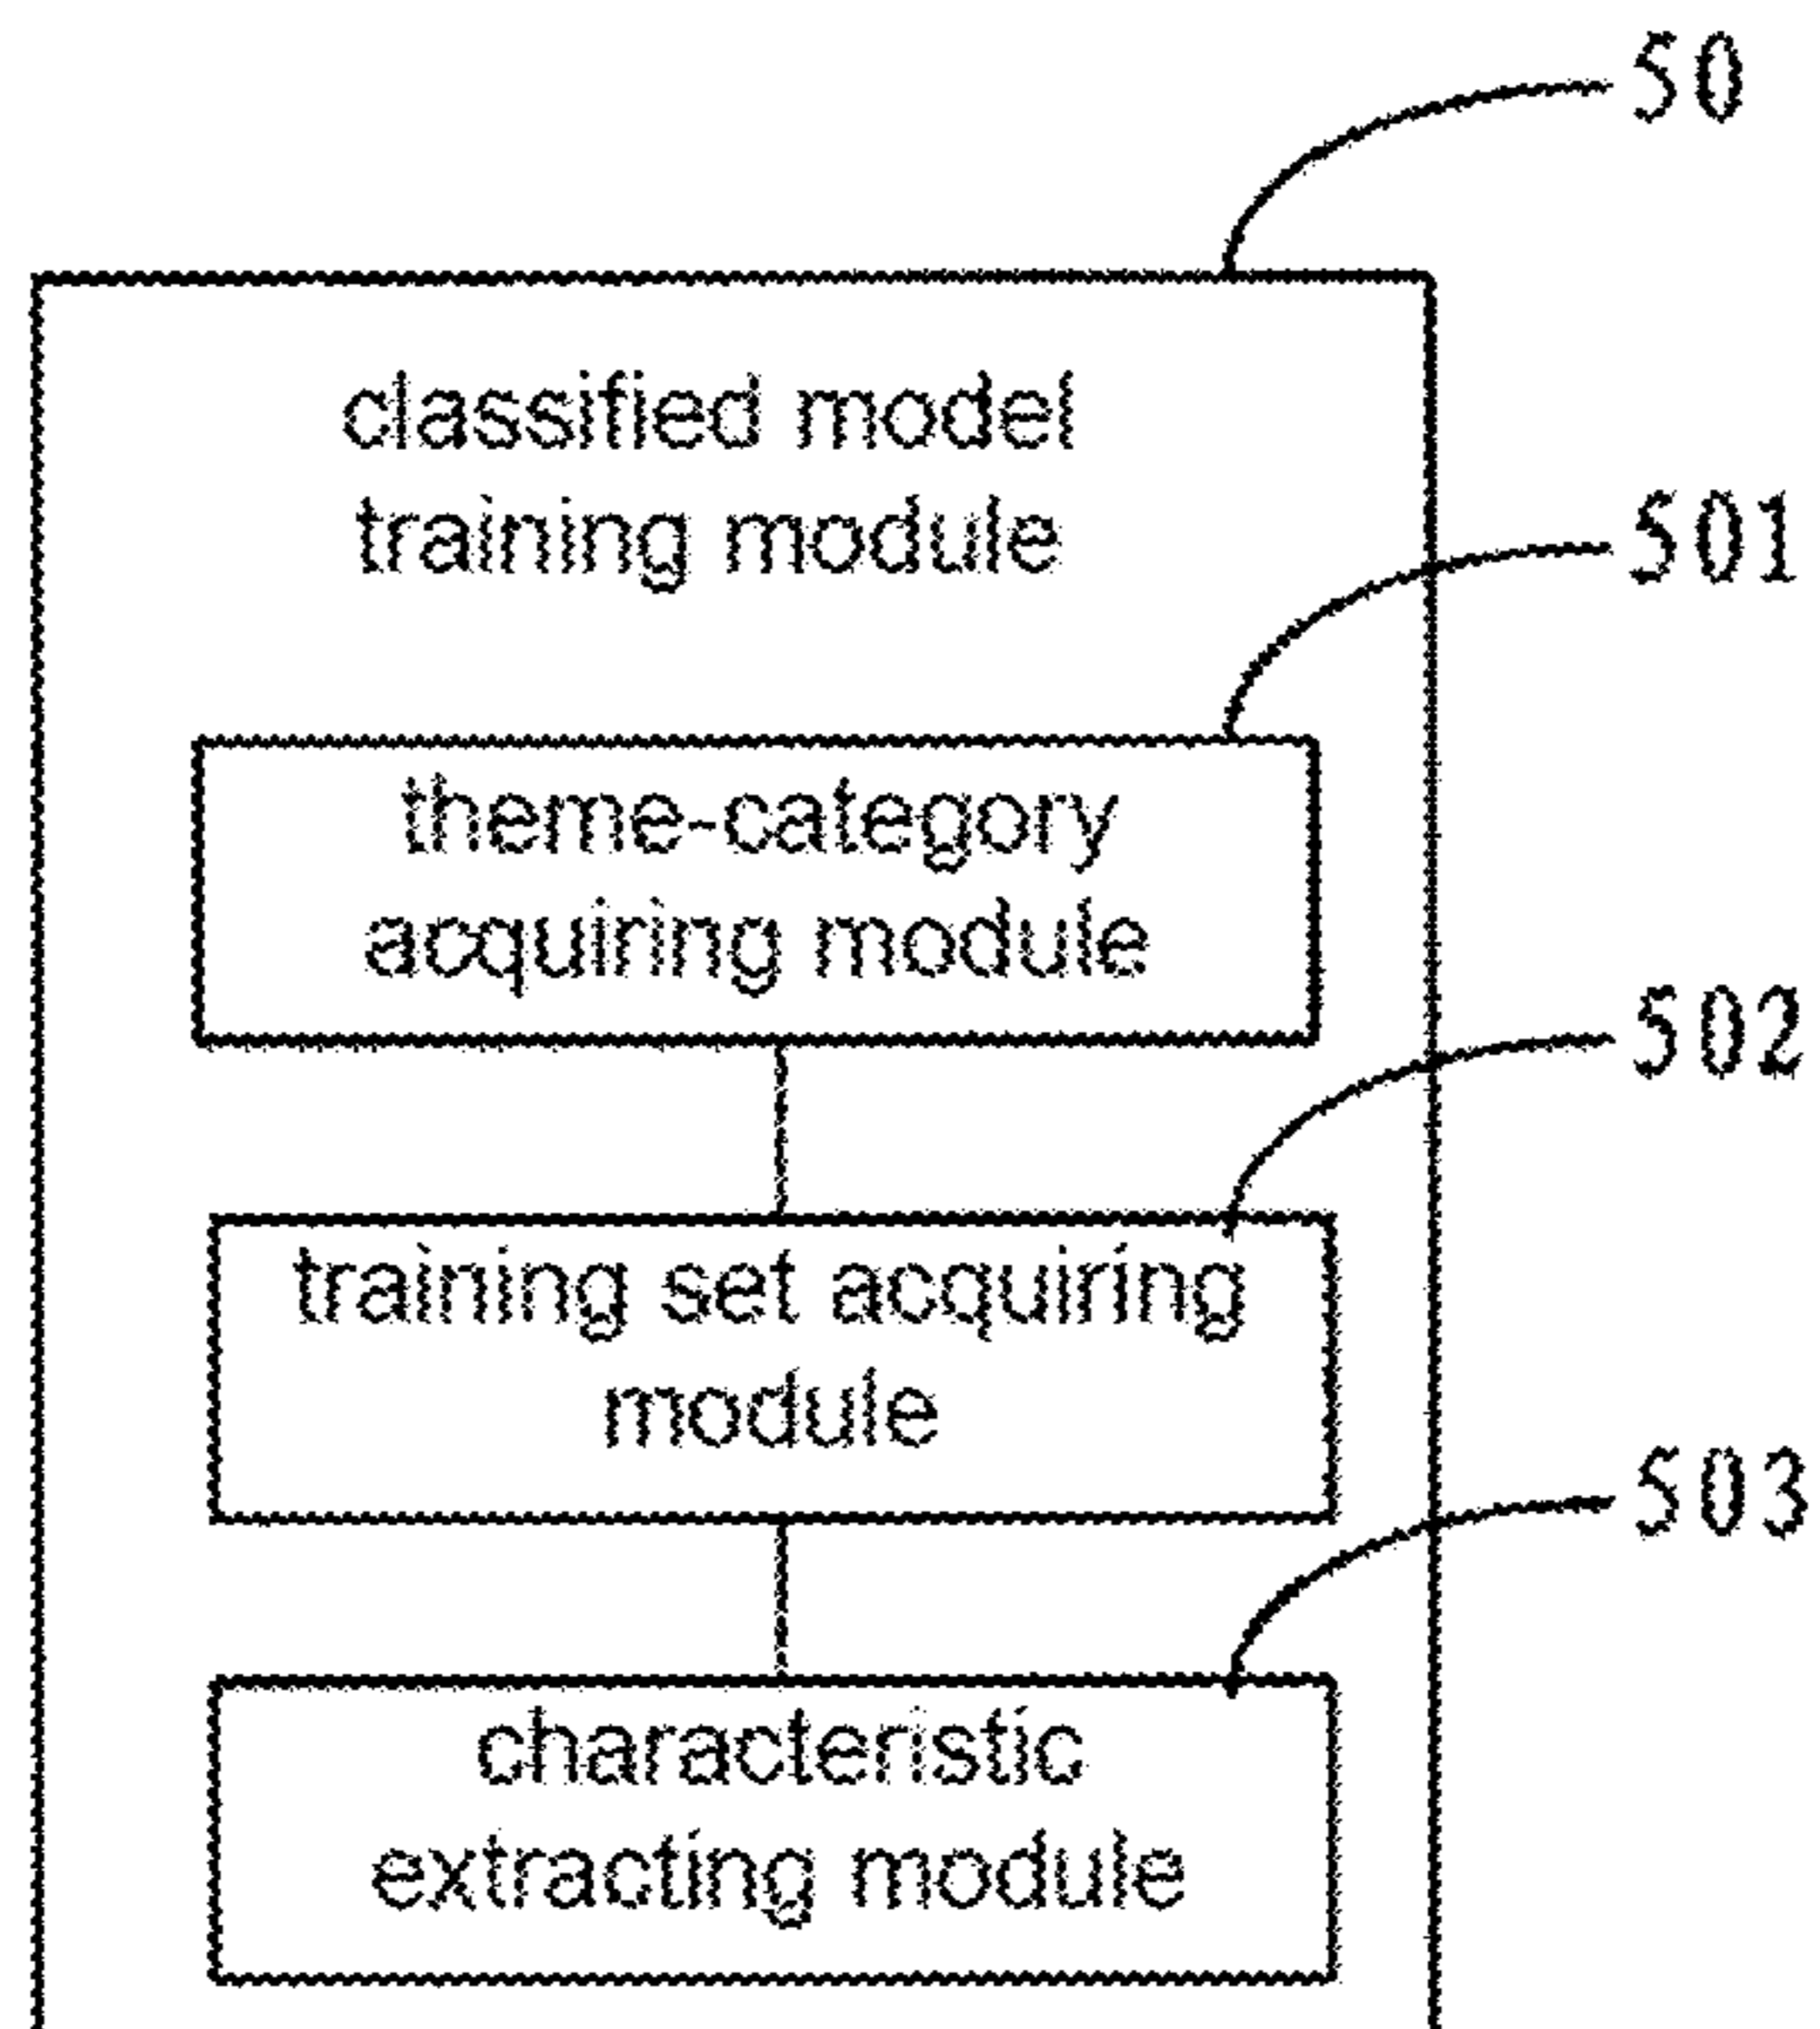 50
classified model
training module
501
theme-category
acquiring module
502
training set acquiring
module
503
characteristic
extracting module